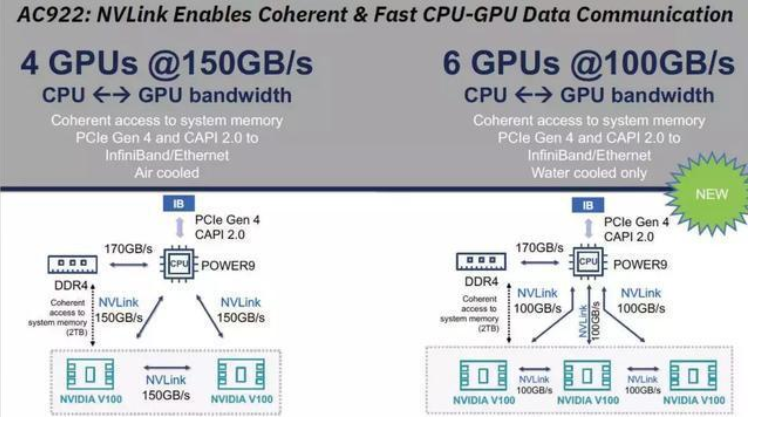 AC922: NVLink Enables Coherent & Fast CPU-GPU Data Communication
4 GPUs @150GB/s
CPU ←→ GPU bandwidth
Coherent access to system memory
PCIe Gen 4 and CAPI 2.0 to
InfiniBand/Ethernet
Air cooled
6 GPUs @100GB/s
CPU ←→ GPU bandwidth
Coherent access to system memory
PCIe Gen 4 and CAPI 2.0 to
InfiniBand/Ethernet
Water cooled only
NEW
IB
PCIe Gen 4
CAPI 2.0
170GB/s
CPU
POWER9
DDR4
Coherent
access to
system memory
(2TB)
NVLink
150GB/s
NVLink
150GB/s
NVLink
150GB/s
NVIDIA V100
NVIDIA V100
IB
PCIe Gen 4
CAPI 2.0
170GB/s
CPU
POWER9
DDR4
Coherent
access to
system memory
(2TB)
NVLink
100GB/s
NVLink
100GB/s
NVLink
100GB/s
NVLink
100GB/s
NVLink
100GB/s
NVIDIA V100
NVIDIA V100
NVIDIA V100